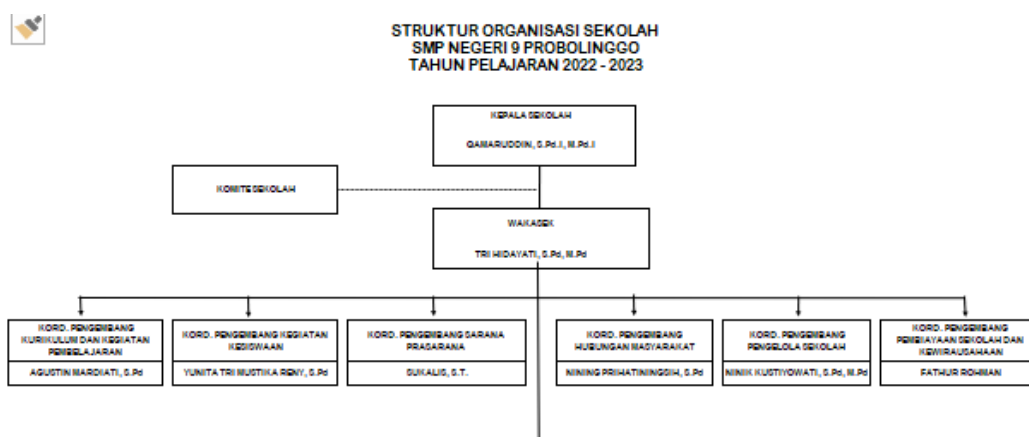 STRUKTUR ORGANISASI SEKOLAH
SMP NEGERI 9 PROBOLINGGO
TAHUN PELAJARAN 2022 - 2023
KEPALA SEKOLAH
QAMARUDDIN, S.Pd.I, M.Pd.I
KOMITE SEKOLAH
WAKASEK
TRI HIDAYATI, S.Pd, M.Pd
KORD. PENGEMBANG
KURIKULUM DAN KEGIATAN
PEMBELAJARAN
AGUSTIN MARDIATI, S.Pd
KORD. PENGEMBANG KEGIATAN
KESISWAAN
YUNITA TRI MUSTIKA RENY, S.Pd
KORD. PENGEMBANG SARANA
PRASARANA
SUKALIS, S.T.
KORD. PENGEMBANG
HUBUNGAN MASYARAKAT
NINING PRIHATININGSIH, S.Pd
KORD. PENGEMBANG
PENGELOLA SEKOLAH
NINIK KUSTIYOWATI, S.Pd, M.Pd
KORD. PENGEMBANG
PEMBIAYAAN SEKOLAH DAN
KEWIRAUSAHAAN
FATHUR ROHMAN